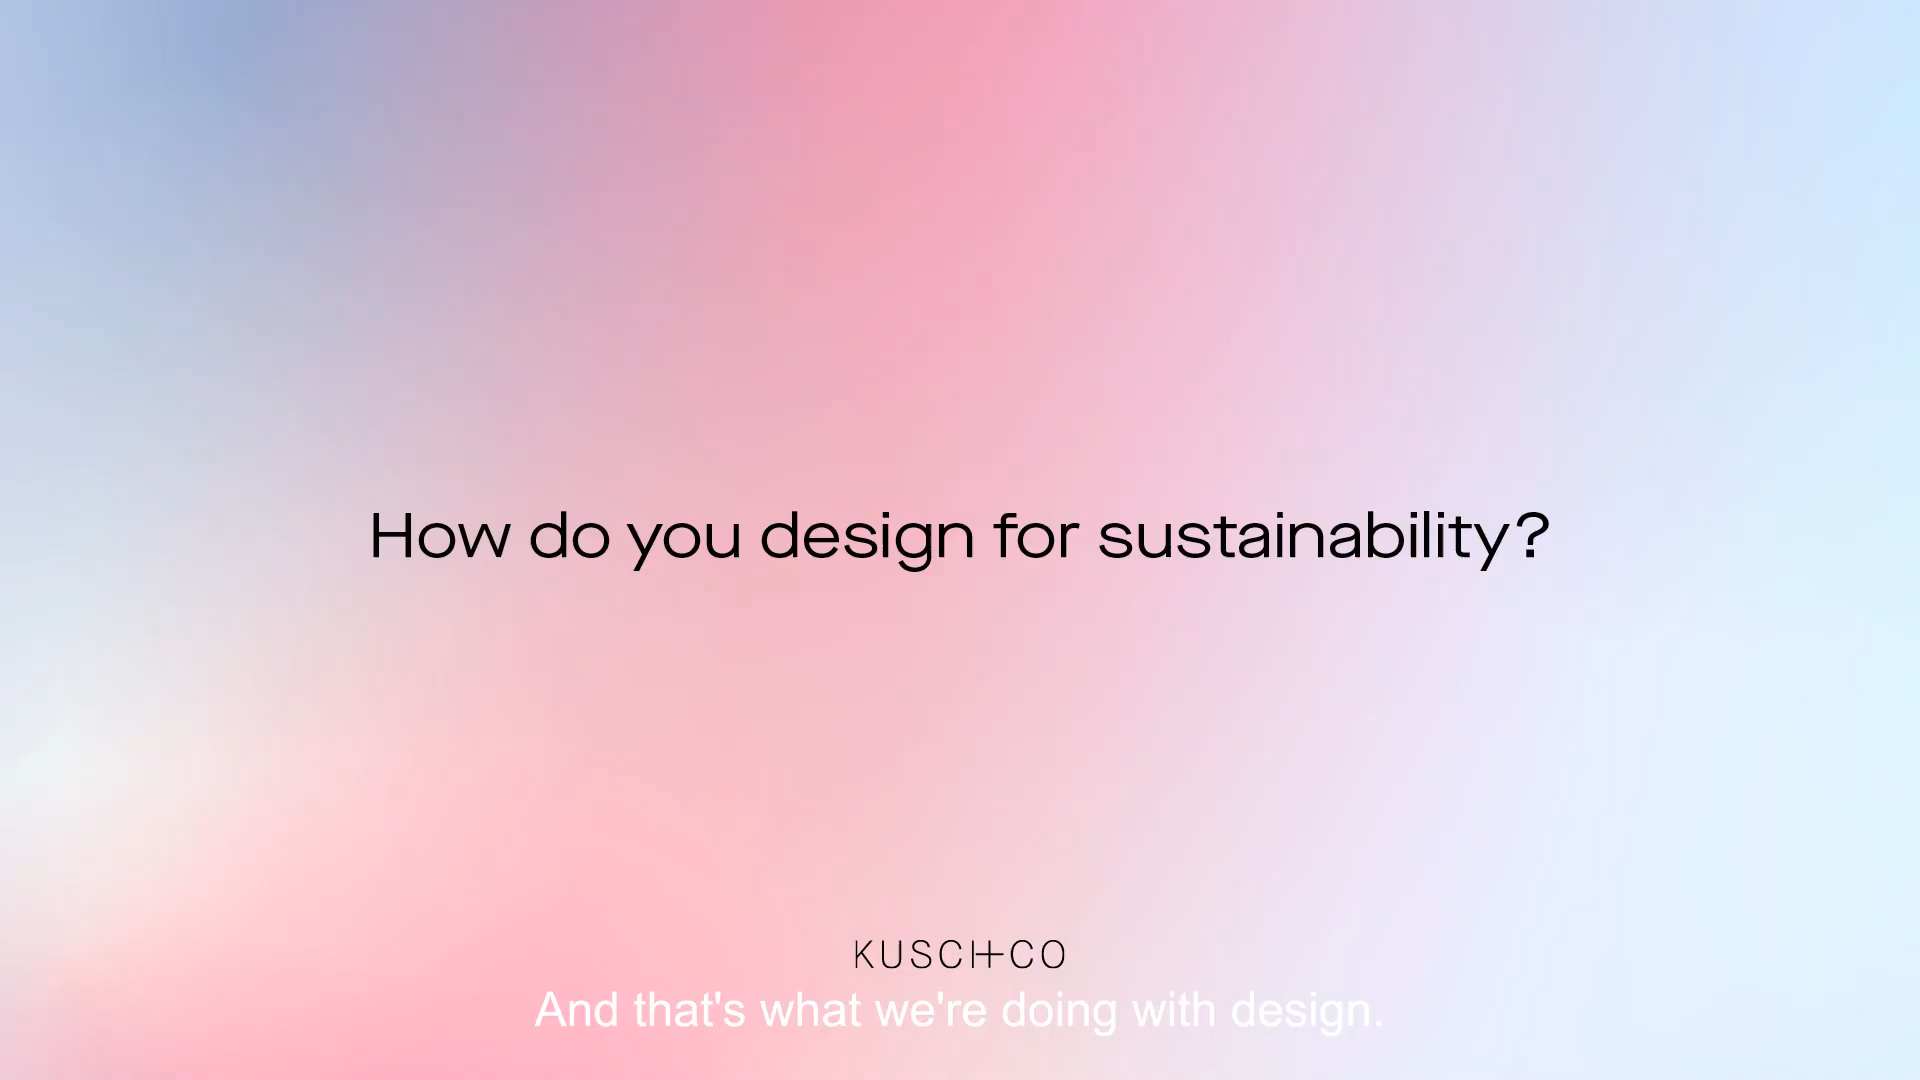 How do you design for sustainability?
KUSCH+CO
And that's what we're doing with design.